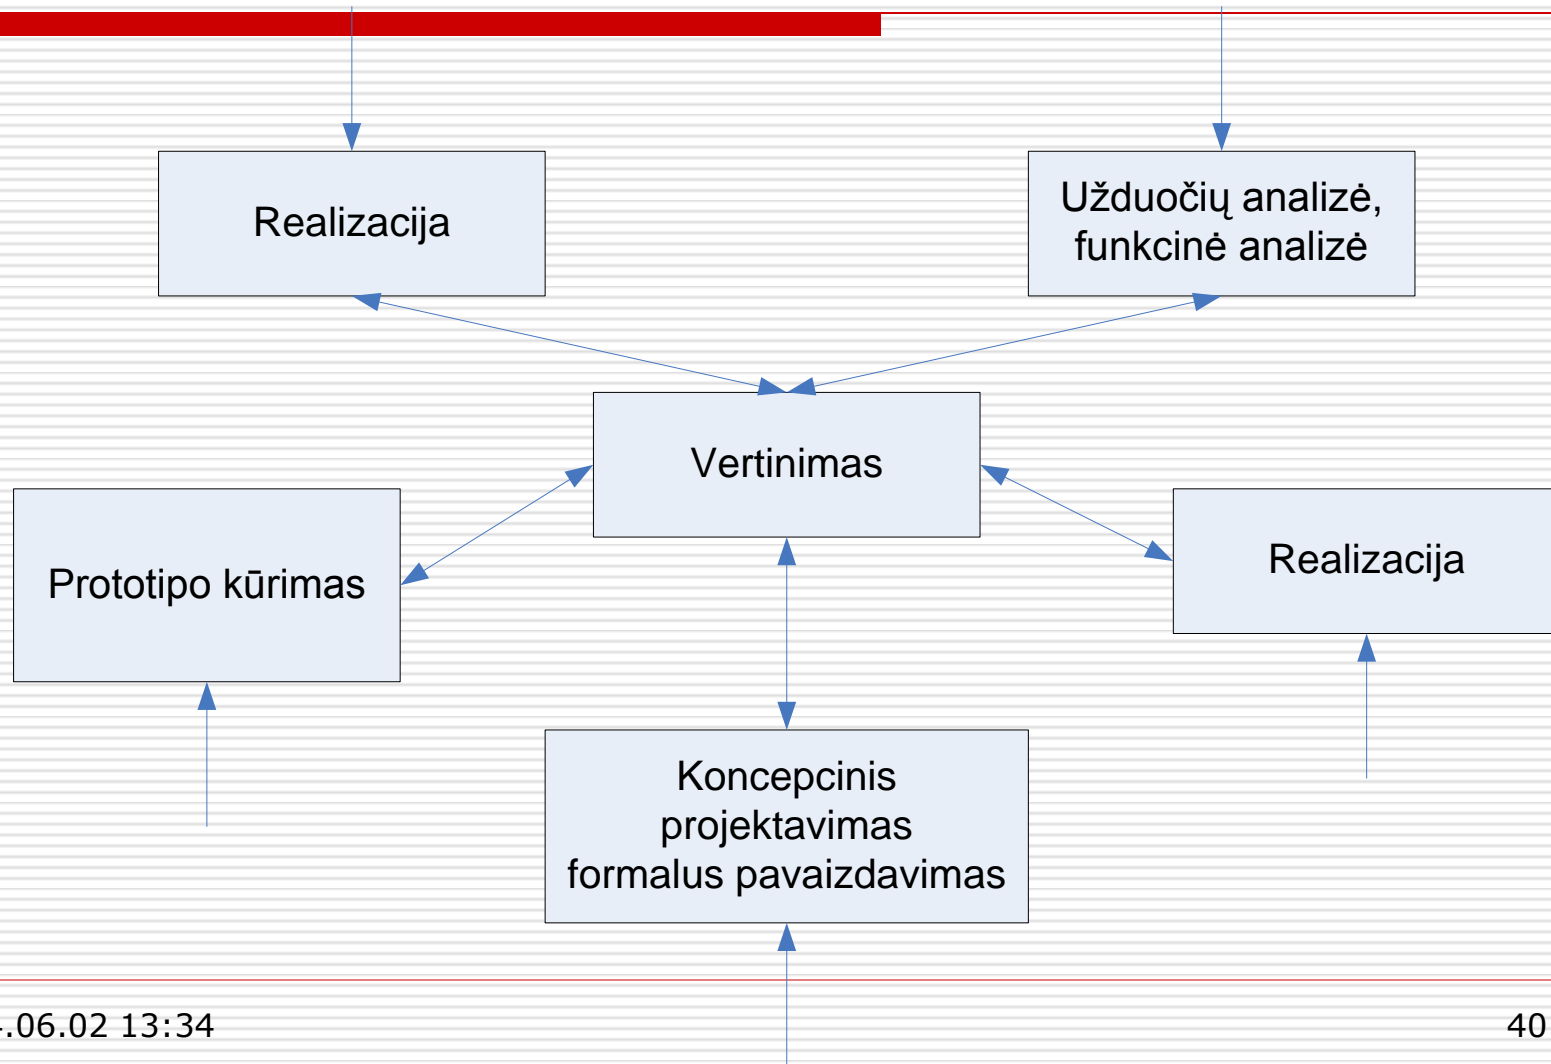 Realizacija
Užduočių analizė,
funkcinė analizė
Vertinimas
Prototipo kūrimas
Realizacija
Koncepcinis
projektavimas
formalus pavaizdavimas
.06.02 13:34
40